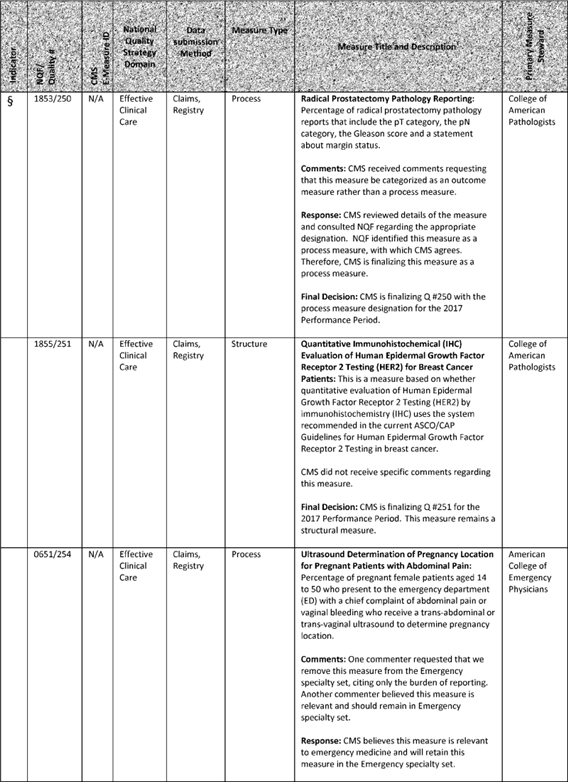 Indicator
NQF/
Quality #
CMS
E-Measure ID
National
Quality
Strategy
Domain
Data
submission
Method
Measure Type
Measure Title and Description
Primary Measure
Steward
§
1853/250
N/A
Effective
Clinical
Care
Claims,
Registry
Process
Radical Prostatectomy Pathology Reporting:
Percentage of radical prostatectomy pathology
reports that include the pT category, the pN
category, the Gleason score and a statement
about margin status.
Comments: CMS received comments requesting
that this measure be categorized as an outcome
measure rather than a process measure.
Response: CMS reviewed details of the measure
and consulted NQF regarding the appropriate
designation. NQF identified this measure as a
process measure, with which CMS agrees.
Therefore, CMS is finalizing this measure as a
process measure.
Final Decision: CMS is finalizing Q #250 with the
process measure designation for the 2017
Performance Period.
College of
American
Pathologists
1855/251
N/A
Effective
Clinical
Care
Claims,
Registry
Structure
Quantitative Immunohistochemical (IHC)
Evaluation of Human Epidermal Growth Factor
Receptor 2 Testing (HER2) for Breast Cancer
Patients: This is a measure based on whether
quantitative evaluation of Human Epidermal
Growth Factor Receptor 2 Testing (HER2) by
immunohistochemistry (IHC) uses the system
recommended in the current ASCO/CAP
Guidelines for Human Epidermal Growth Factor
Receptor 2 Testing in breast cancer.
CMS did not receive specific comments regarding
this measure.
Final Decision: CMS is finalizing Q #251 for the
2017 Performance Period. This measure remains a
structural measure.
College of
American
Pathologists
0651/254
N/A
Effective
Clinical
Care
Claims,
Registry
Process
Ultrasound Determination of Pregnancy Location
for Pregnant Patients with Abdominal Pain:
Percentage of pregnant female patients aged 14
to 50 who present to the emergency department
(ED) with a chief complaint of abdominal pain or
vaginal bleeding who receive a trans-abdominal or
trans-vaginal ultrasound to determine pregnancy
location.
Comments: One commenter requested that we
remove this measure from the Emergency
specialty set, citing only the burden of reporting.
Another commenter believed this measure is
relevant and should remain in Emergency
specialty set.
Response: CMS believes this measure is relevant
to emergency medicine and will retain this
measure in the Emergency specialty set.
American
College of
Emergency
Physicians